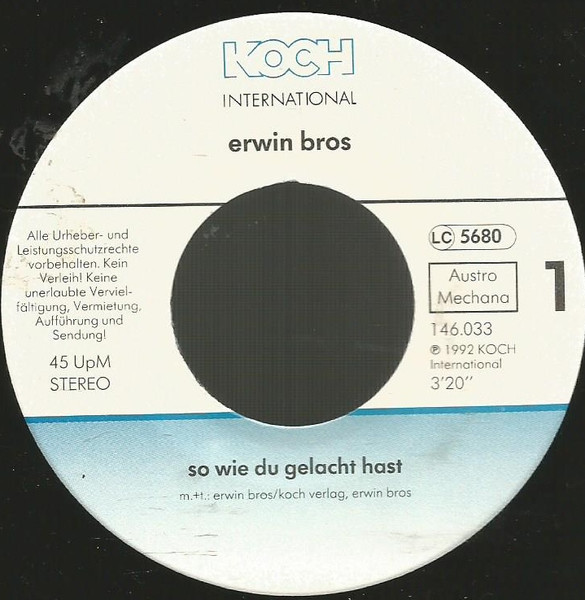 KOCH
INTERNATIONAL
erwin bros
Alle Urheber- und
Leistungsschutzrechte
vorbehalten. Kein
Verleih! Keine
unerlaubte Verviel-
fältigung, Vermietung,
Aufführung und
Sendung!
45 UpM
STEREO
LC 5680
Austro
Mechana
1
146.033
℗ 1992 KOCH
International
3'20"
so wie du gelacht hast
m.+t.: erwin bros/koch verlag, erwin bros